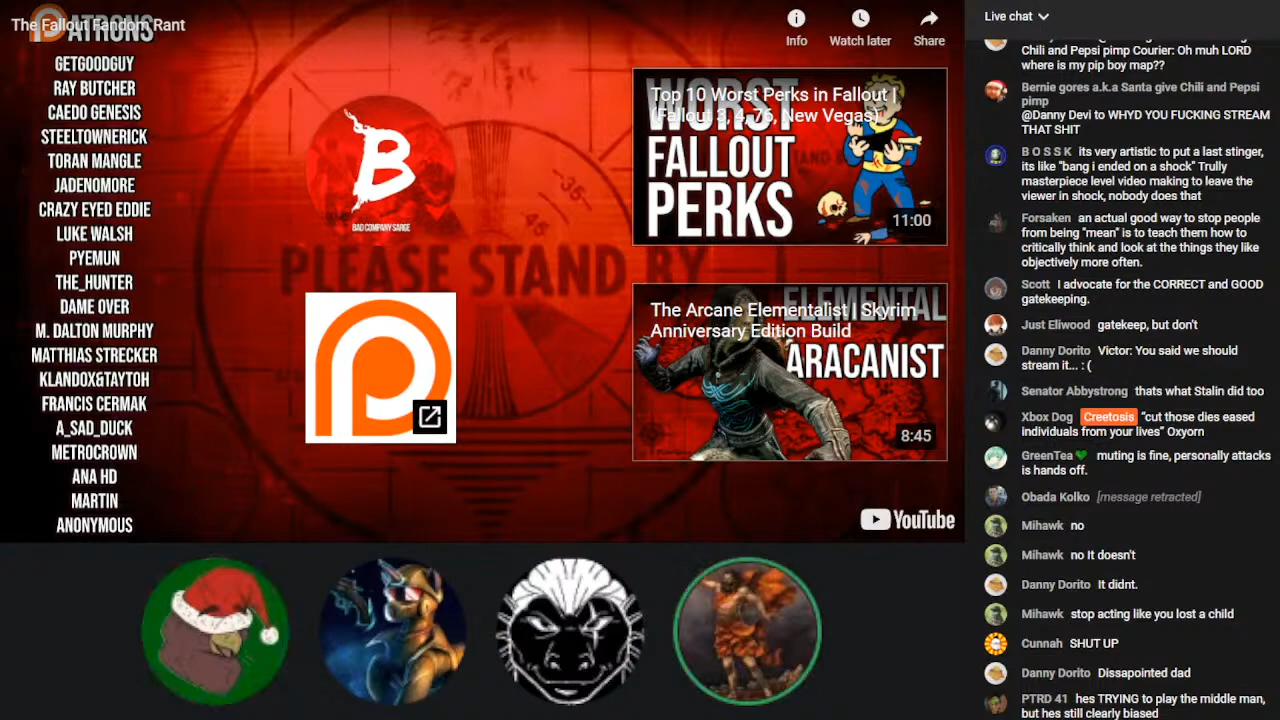 The Fallout Fandom Rant
PATRONS
GETGOODGUY
RAY BUTCHER
CAEDO GENESIS
STEELTOWNERICK
TORAN MANGLE
JADENOMORE
CRAZY EYED EDDIE
LUKE WALSH
PYEMUN
THE_HUNTER
DAME OVER
M. DALTON MURPHY
MATTHIAS STRECKER
KLANDOX&TAYTOH
FRANCIS CERMAK
A_SAD_DUCK
METROCROWN
ANA HD
MARTIN
ANONYMOUS
B
BAD COMPANY SARGE
PLEASE STAND BY
Info
Watch later
Share
Top 10 Worst Perks in Fallout |
(Fallout 3, 4, 76, New Vegas)
WORST
FALLOUT
PERKS
11:00
The Arcane Elementalist | Skyrim
Anniversary Edition Build
ELEMENTAL
ARACANIST
8:45
YouTube
Live chat
Chili and Pepsi pimp Courier: Oh muh LORD
where is my pip boy map??
Bernie gores a.k.a Santa give Chili and Pepsi
pimp
@Danny Devi to WHYD YOU FUCKING STREAM
THAT SHIT
B O S S K its very artistic to put a last stinger,
its like "bang i ended on a shock" Trully
masterpiece level video making to leave the
viewer in shock, nobody does that
Forsaken an actual good way to stop people
from being "mean" is to teach them how to
critically think and look at the things they like
objectively more often.
Scott I advocate for the CORRECT and GOOD
gatekeeping.
Just Eliwood gatekeep, but don't
Danny Dorito Victor: You said we should
stream it... : (
Senator Abbystrong thats what Stalin did too
Xbox Dog Creetosis "cut those dies eased
individuals from your lives" Oxyorn
GreenTea💚 muting is fine, personally attacks
is hands off.
Obada Kolko [message retracted]
Mihawk no
Mihawk no It doesn't
Danny Dorito It didnt.
Mihawk stop acting like you lost a child
Cunnah SHUT UP
Danny Dorito Dissapointed dad
PTRD 41 hes TRYING to play the middle man,
but hes still clearly biased